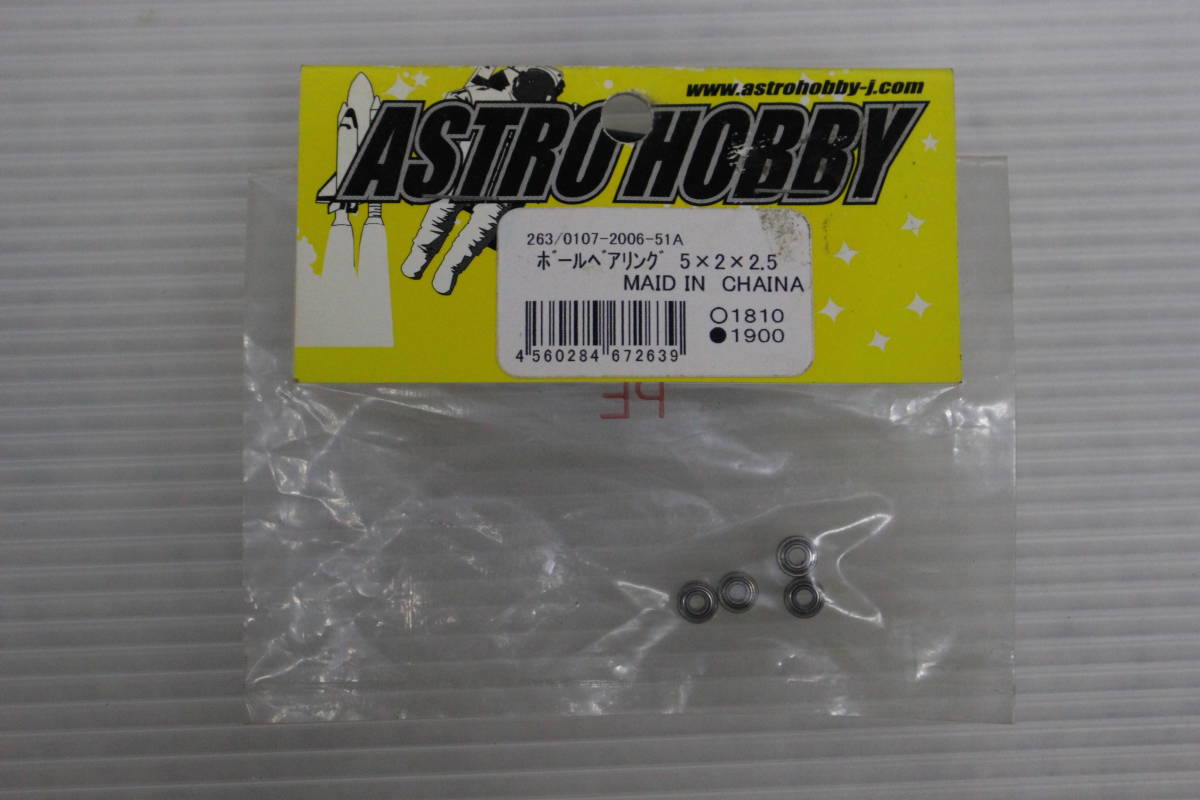 www.astrohobby-j.com
ASTRO HOBBY
263/0107-2006-51A
ﾎﾞｰﾙﾍﾞｱﾘﾝｸﾞ 5×2×2.5
MAID IN CHAINA
○1810
●1900
4 560284 672639
PE